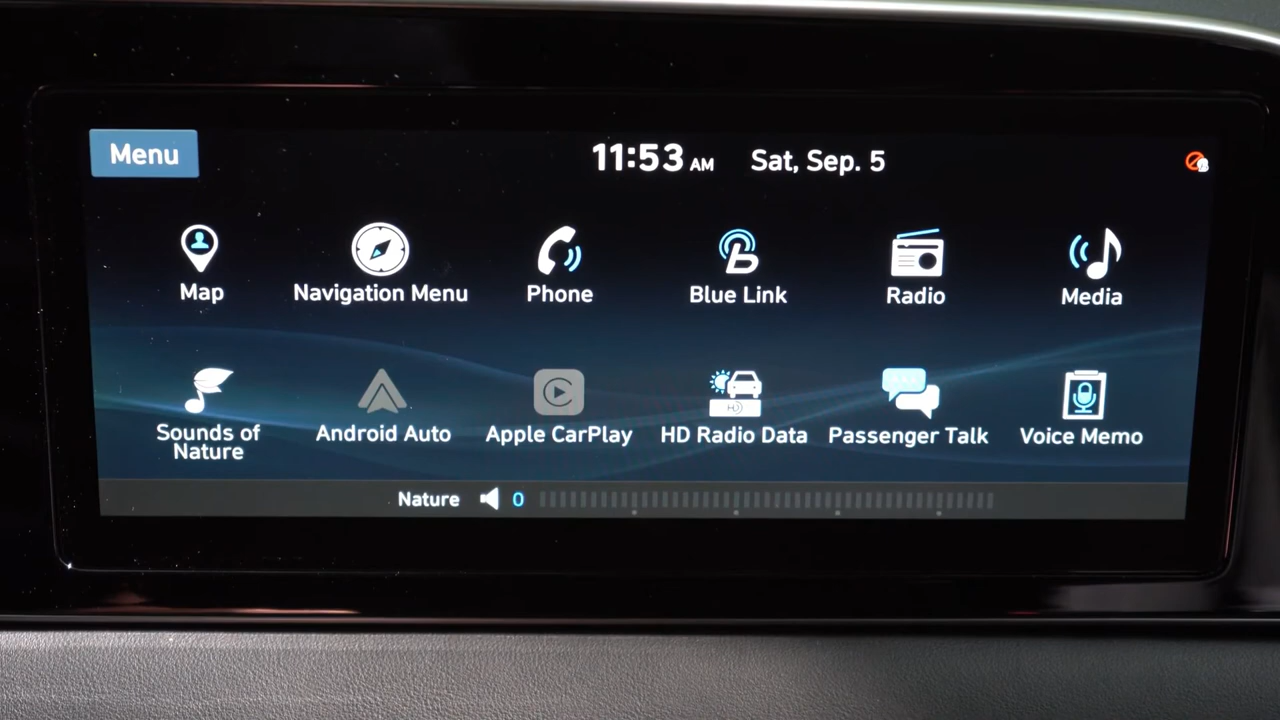 Menu
11:53 AM Sat, Sep. 5
Map
Navigation Menu
Phone
Blue Link
Radio
Media
Sounds of
Nature
Android Auto
Apple CarPlay
HD
HD Radio Data
Passenger Talk
Voice Memo
Nature 0